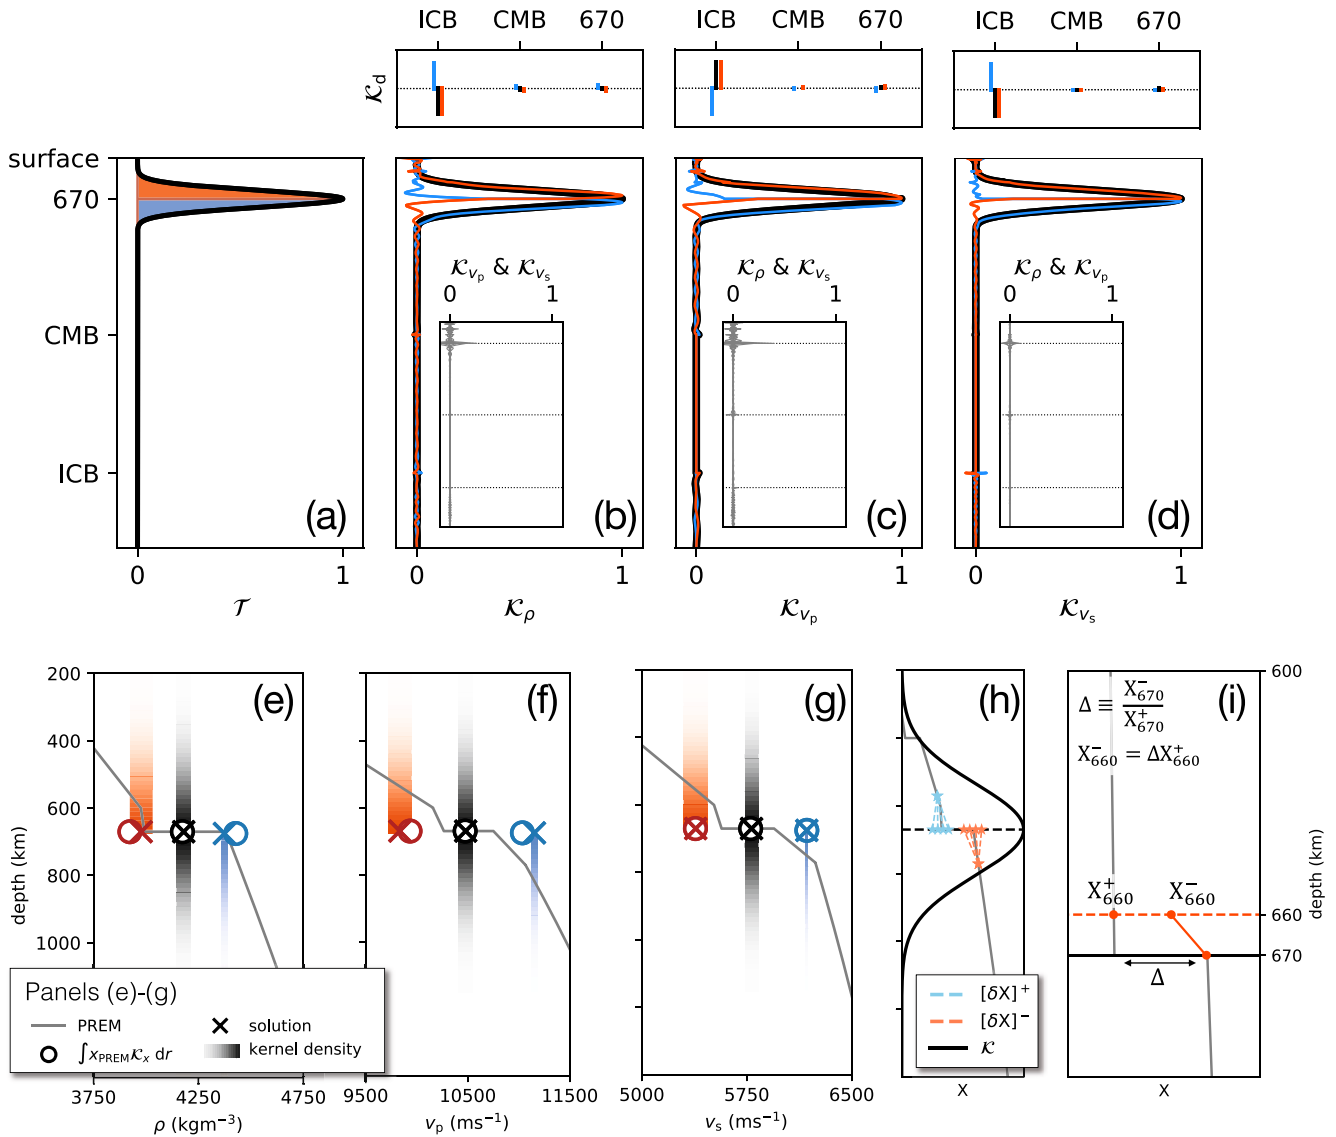 ICB CMB 670 ICB CMB 670 ICB CMB 670
𝒦d
surface
670
CMB
ICB
𝒦vp & 𝒦vs
0 1
𝒦ρ & 𝒦vs
0 1
𝒦ρ & 𝒦vp
0 1
(a) (b) (c) (d)
0 1 0 1 0 1 0 1
𝒯 𝒦ρ 𝒦vp 𝒦vs
200
400
600
800
1000
depth (km)
(e) (f) (g) (h) (i)
Δ ≡ X⁻670 / X⁺670
X⁻660 = ΔX⁺660
X⁺660 X⁻660
Δ
600
660
670
depth (km)
Panels (e)-(g)
PREM
solution
∫xPREM𝒦x dr
kernel density
[δX]⁺
[δX]⁻
𝒦
3750 4250 4750 9500 10500 11500 5000 5750 6500
ρ (kgm⁻³) vp (ms⁻¹) vs (ms⁻¹) X X